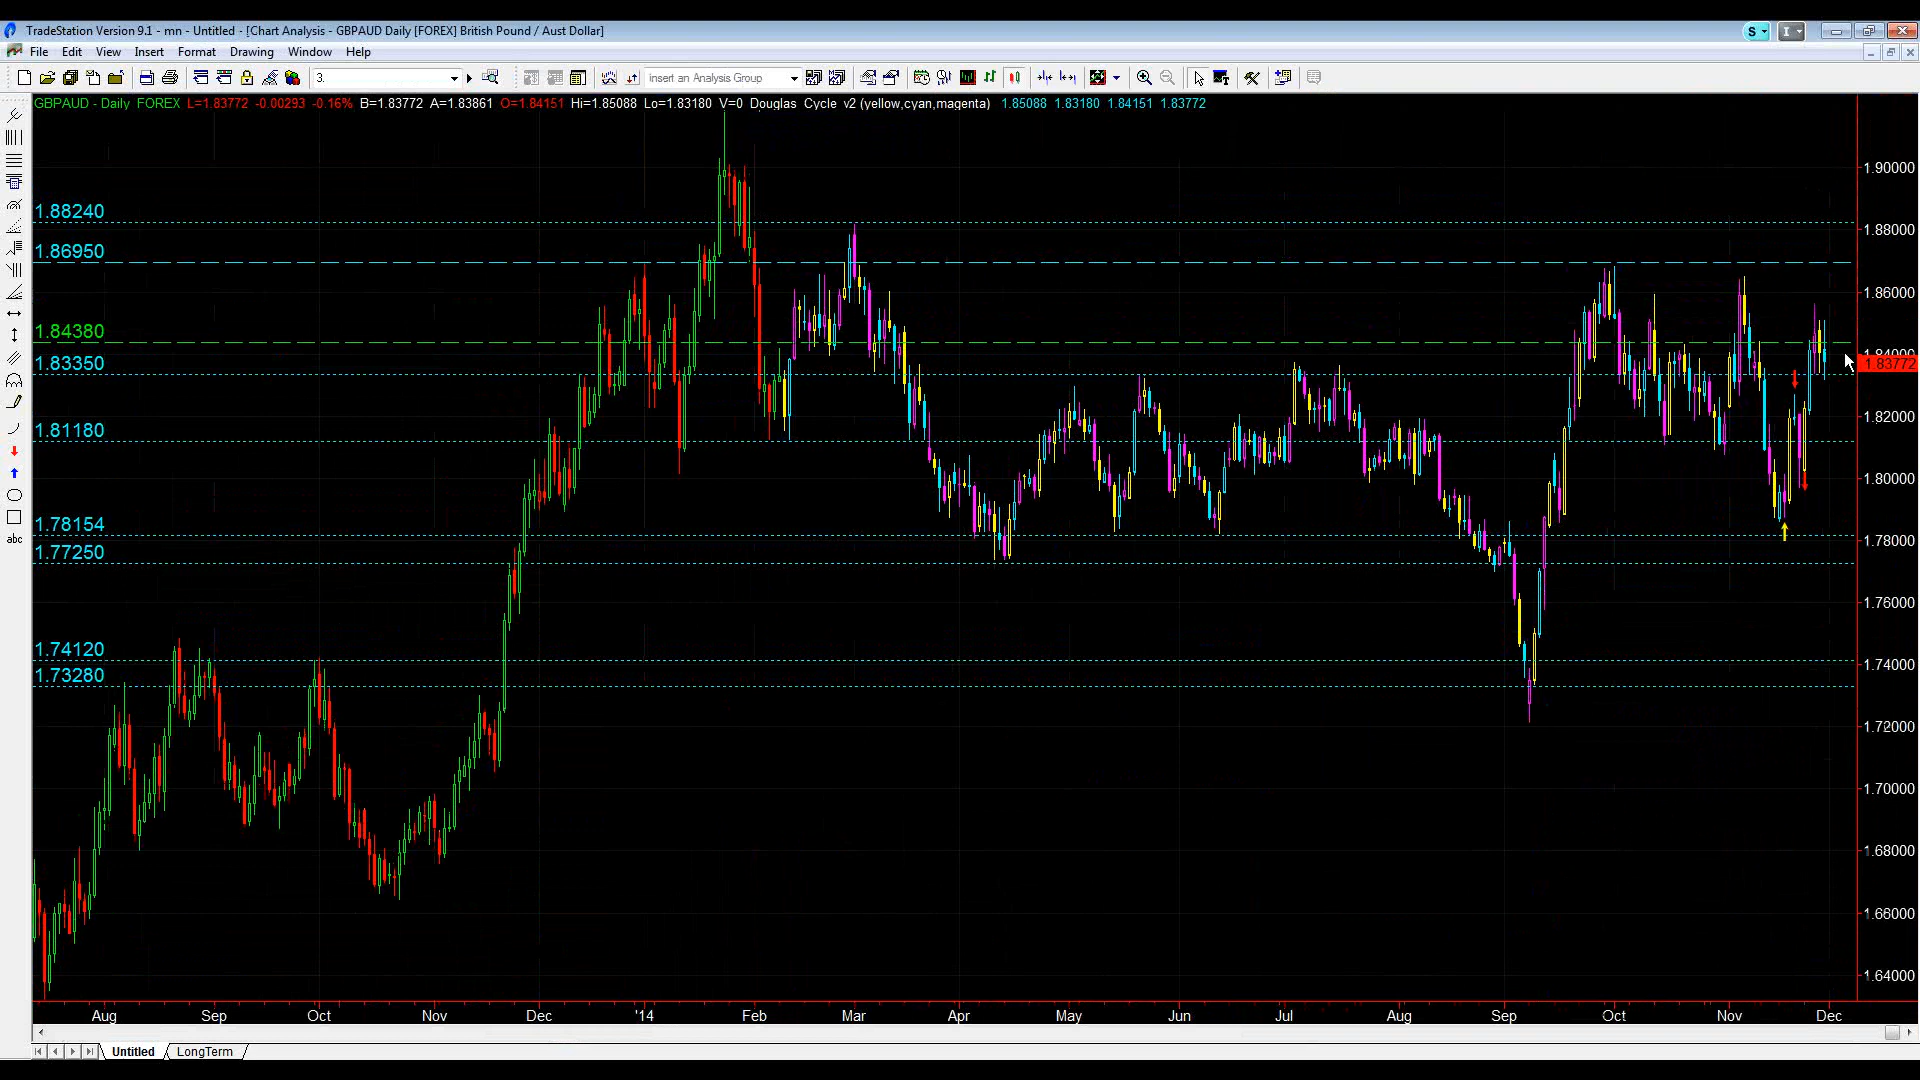 TradeStation Version 9.1 - mn - Untitled - [Chart Analysis - GBPAUD Daily [FOREX] British Pound / Aust Dollar]
S
I
File Edit View Insert Format Drawing Window Help
3.
insert an Analysis Group
GBPAUD - Daily FOREX L=1.83772 -0.00293 -0.16% B=1.83772 A=1.83861 O=1.84151 Hi=1.85088 Lo=1.83180 V=0 Douglas Cycle v2 (yellow,cyan,magenta) 1.85088 1.83180 1.84151 1.83772
1.90000
1.88240
1.88000
1.86950
1.86000
1.84380
1.84000
1.83350
1.83772
1.82000
1.81180
1.80000
1.78154
1.78000
1.77250
1.76000
1.74120
1.74000
1.73280
1.72000
1.70000
1.68000
1.66000
1.64000
abc
Aug Sep Oct Nov Dec '14 Feb Mar Apr May Jun Jul Aug Sep Oct Nov Dec
Untitled LongTerm